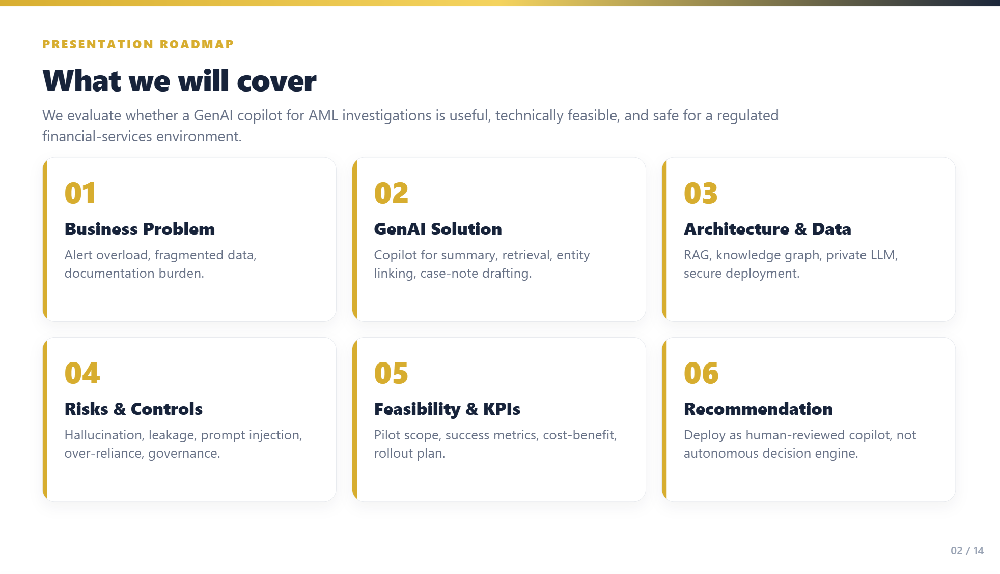 PRESENTATION ROADMAP
What we will cover
We evaluate whether a GenAI copilot for AML investigations is useful, technically feasible, and safe for a regulated
financial-services environment.
01
Business Problem
Alert overload, fragmented data,
documentation burden.
02
GenAI Solution
Copilot for summary, retrieval, entity
linking, case-note drafting.
03
Architecture & Data
RAG, knowledge graph, private LLM,
secure deployment.
04
Risks & Controls
Hallucination, leakage, prompt injection,
over-reliance, governance.
05
Feasibility & KPIs
Pilot scope, success metrics, cost-benefit,
rollout plan.
06
Recommendation
Deploy as human-reviewed copilot, not
autonomous decision engine.
02 / 14